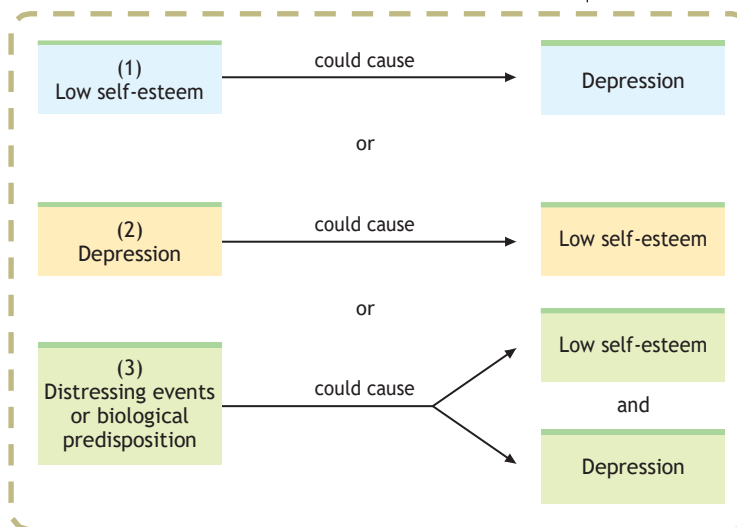 (1)
Low self-esteem
could cause
Depression
or
(2)
Depression
could cause
Low self-esteem
or
(3)
Distressing events
or biological
predisposition
could cause
Low self-esteem
and
Depression